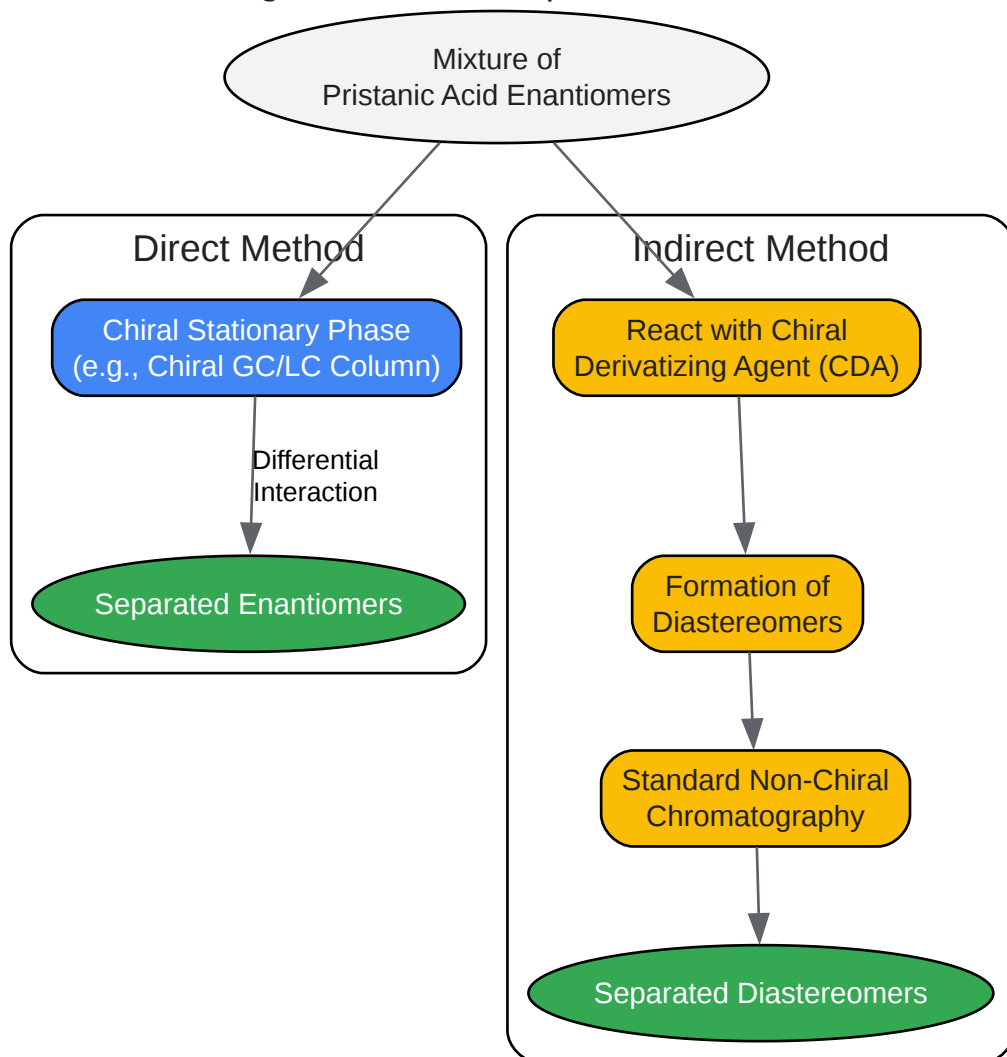 Mixture of
Pristanic Acid Enantiomers
Direct Method
Chiral Stationary Phase
(e.g., Chiral GC/LC Column)
Differential
Interaction
Separated Enantiomers
Indirect Method
React with Chiral
Derivatizing Agent (CDA)
Formation of
Diastereomers
Standard Non-Chiral
Chromatography
Separated Diastereomers